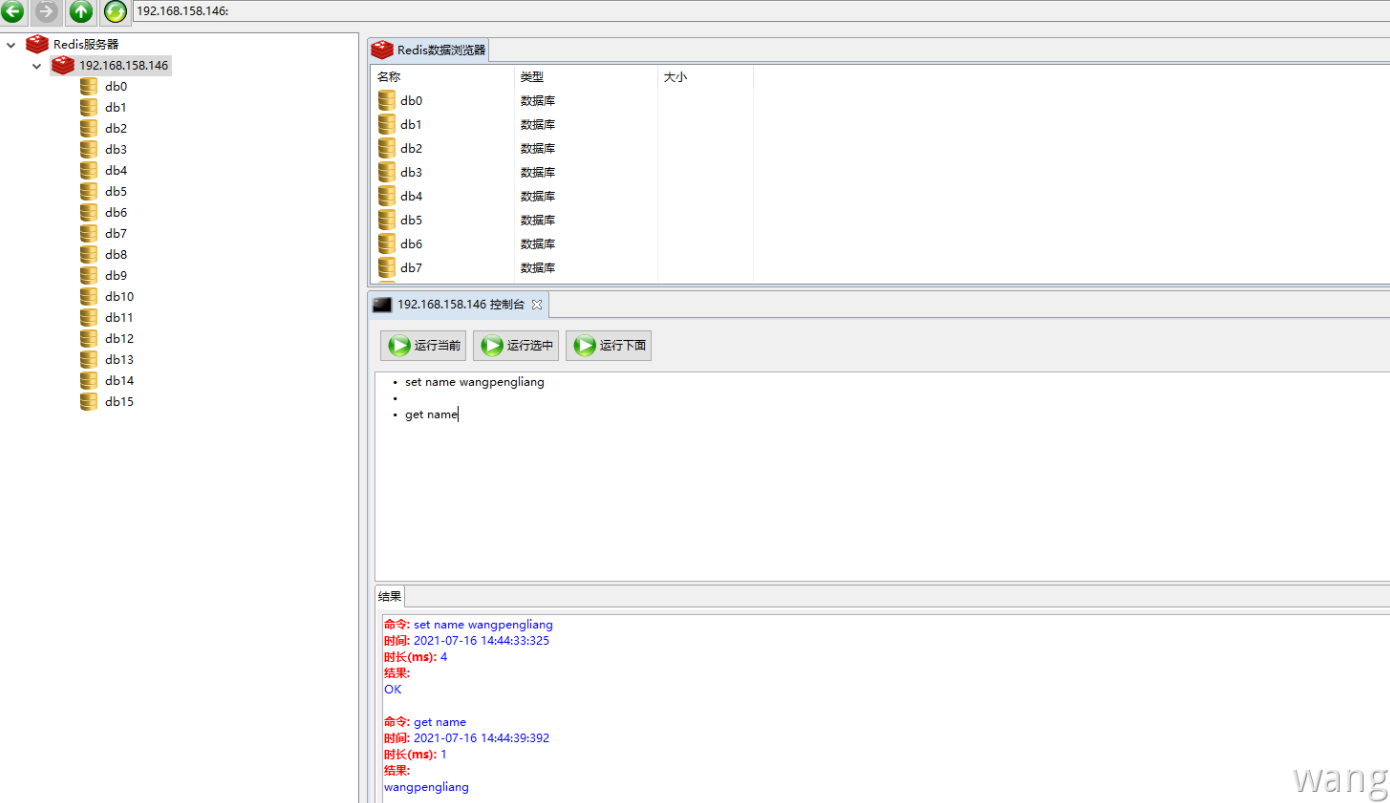 192.168.158.146:
Redis服务器
192.168.158.146
db0
db1
db2
db3
db4
db5
db6
db7
db8
db9
db10
db11
db12
db13
db14
db15
Redis数据浏览器
名称 类型 大小
db0 数据库
db1 数据库
db2 数据库
db3 数据库
db4 数据库
db5 数据库
db6 数据库
db7 数据库
192.168.158.146 控制台
运行当前 运行选中 运行下面
set name wangpengliang
get name
结果
命令: set name wangpengliang
时间: 2021-07-16 14:44:33:325
时长(ms): 4
结果:
OK
命令: get name
时间: 2021-07-16 14:44:39:392
时长(ms): 1
结果:
wangpengliang
wang